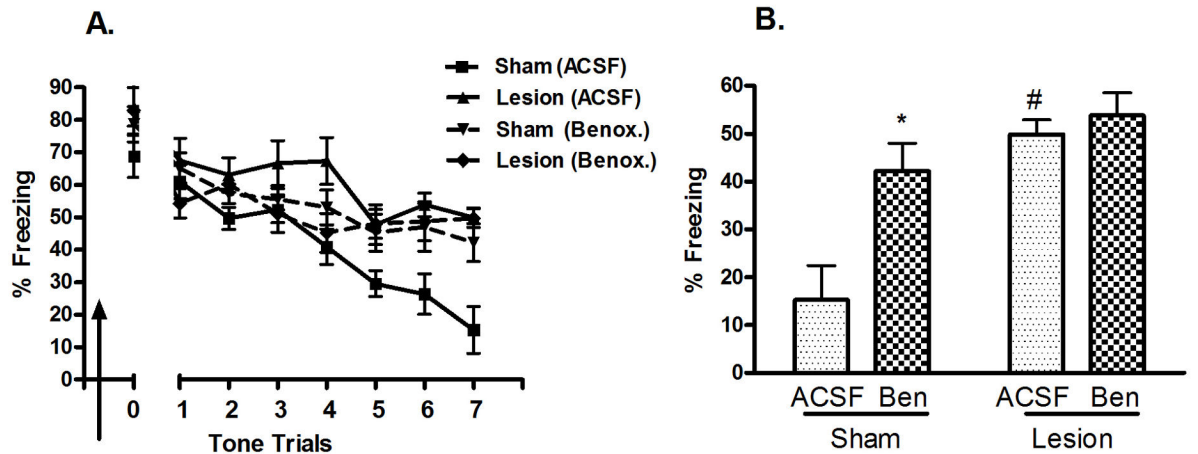 A.
Sham (ACSF)
Lesion (ACSF)
Sham (Benox.)
Lesion (Benox.)
% Freezing
90
80
70
60
50
40
30
20
10
0
0 1 2 3 4 5 6 7
Tone Trials
B.
% Freezing
60
50
40
30
20
10
0
* #
ACSF Ben ACSF Ben
Sham Lesion